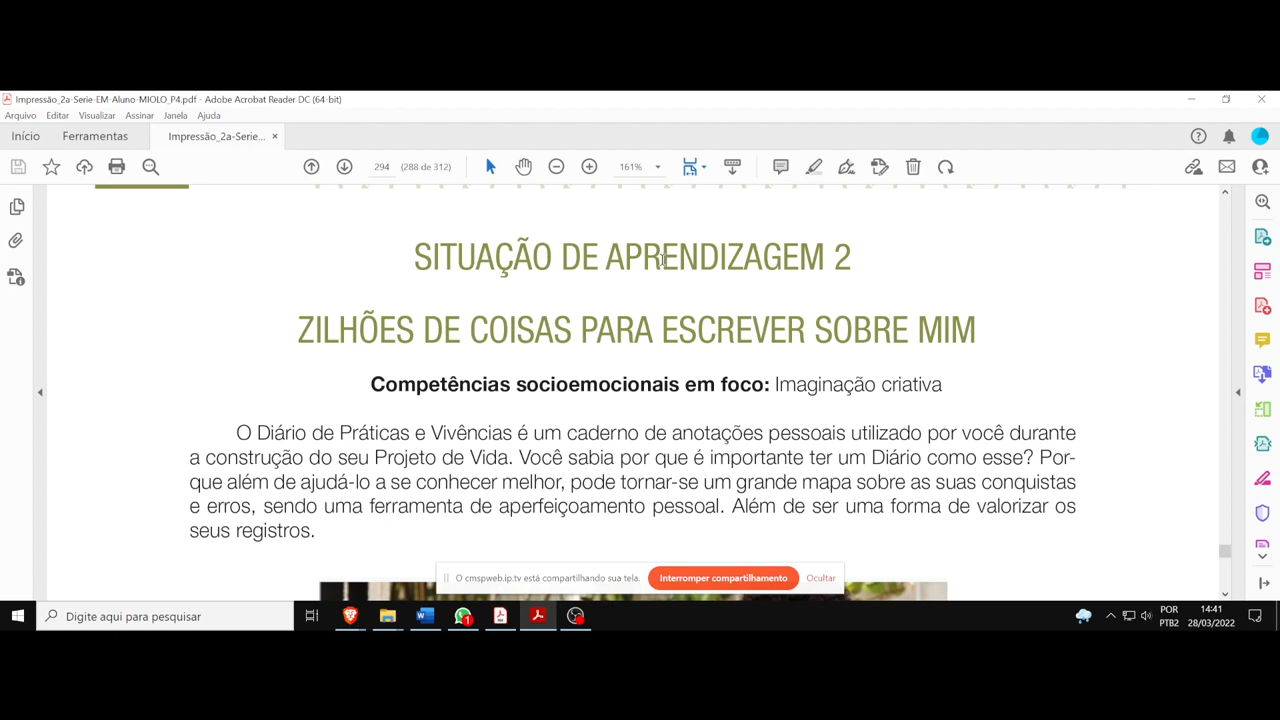 Impressão_2a-Serie-EM-Aluno-MIOLO_P4.pdf - Adobe Acrobat Reader DC (64-bit)
Arquivo Editar Visualizar Assinar Janela Ajuda
Início Ferramentas Impressão_2a-Serie... ×
294 (288 de 312) 161%
SITUAÇÃO DE APRENDIZAGEM 2
ZILHÕES DE COISAS PARA ESCREVER SOBRE MIM
Competências socioemocionais em foco: Imaginação criativa
O Diário de Práticas e Vivências é um caderno de anotações pessoais utilizado por você durante
a construção do seu Projeto de Vida. Você sabia por que é importante ter um Diário como esse? Por-
que além de ajudá-lo a se conhecer melhor, pode tornar-se um grande mapa sobre as suas conquistas
e erros, sendo uma ferramenta de aperfeiçoamento pessoal. Além de ser uma forma de valorizar os
seus registros.
O cmspweb.ip.tv está compartilhando sua tela. Interromper compartilhamento Ocultar
Digite aqui para pesquisar 1 POR 14:41
PTB2 28/03/2022